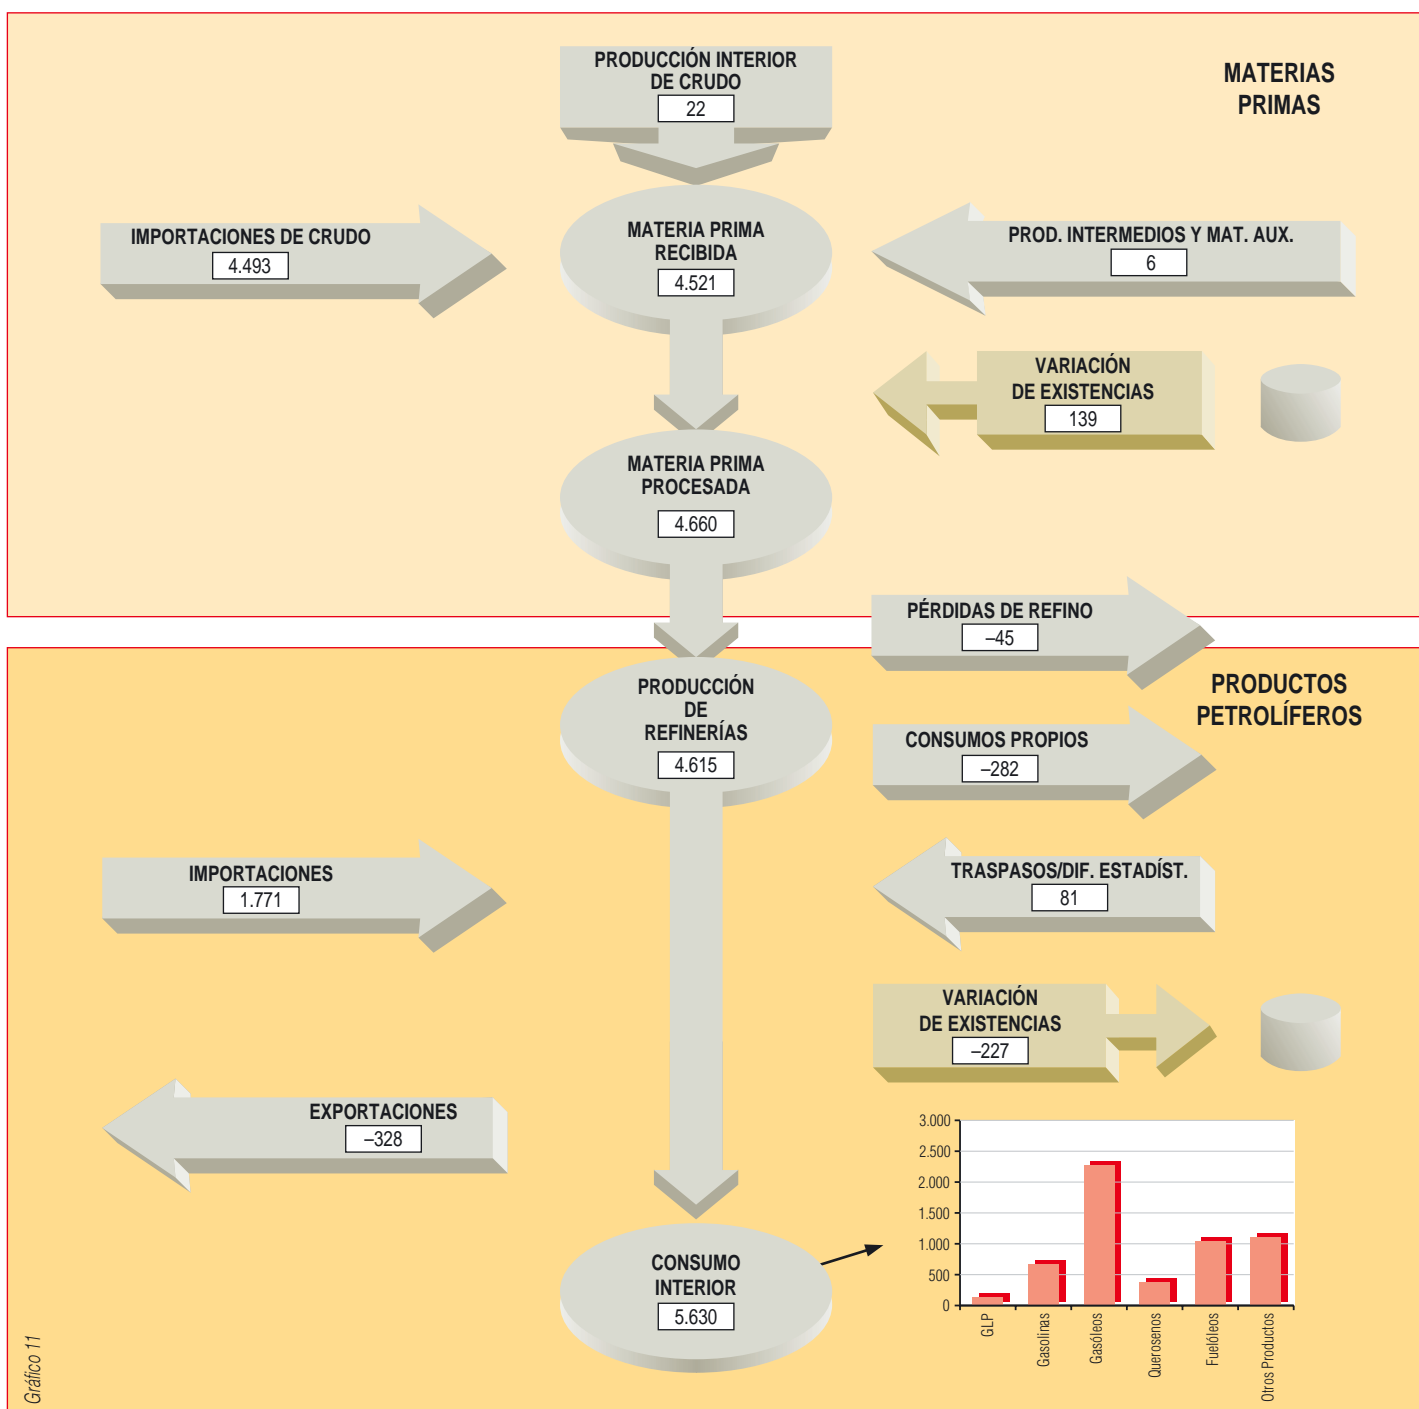 PRODUCCIÓN INTERIOR
DE CRUDO
22
MATERIAS
PRIMAS
IMPORTACIONES DE CRUDO
4.493
MATERIA PRIMA
RECIBIDA
4.521
PROD. INTERMEDIOS Y MAT. AUX.
6
VARIACIÓN
DE EXISTENCIAS
139
MATERIA PRIMA
PROCESADA
4.660
PÉRDIDAS DE REFINO
–45
PRODUCTOS
PETROLÍFEROS
PRODUCCIÓN
DE
REFINERÍAS
4.615
CONSUMOS PROPIOS
–282
IMPORTACIONES
1.771
TRASPASOS/DIF. ESTADÍST.
81
VARIACIÓN
DE EXISTENCIAS
–227
EXPORTACIONES
–328
CONSUMO
INTERIOR
5.630
3.000
2.500
2.000
1.500
1.000
500
0
GLP
Gasolinas
Gasóleos
Querosenos
Fuelóleos
Otros Productos
Gráfico 11